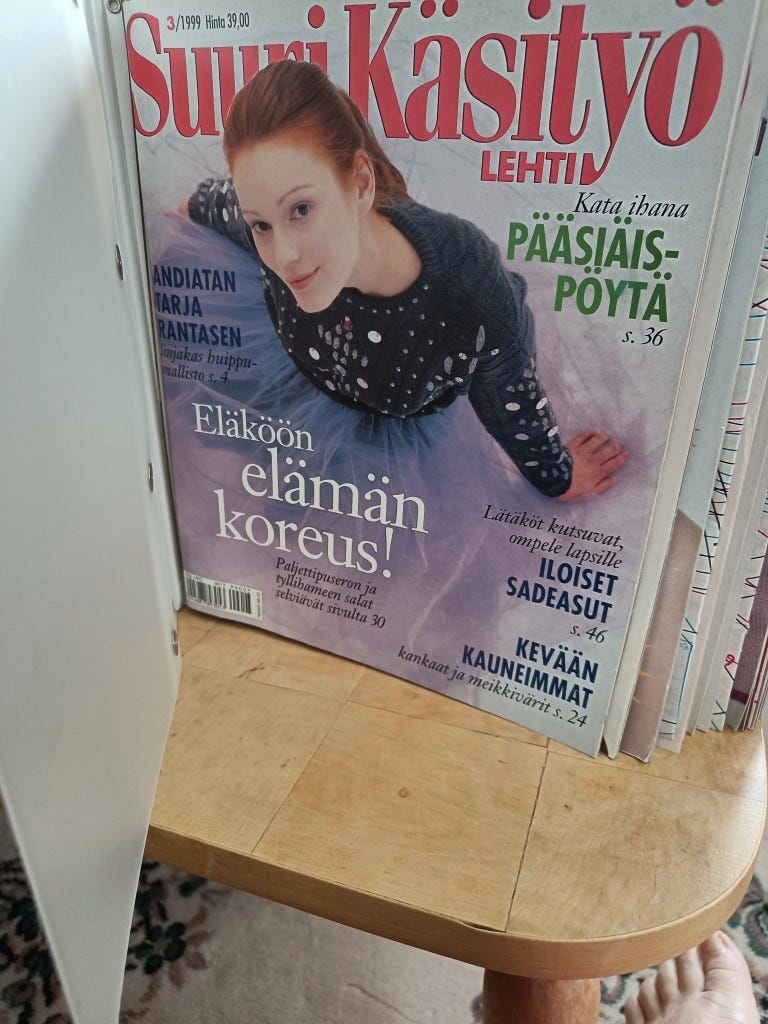 3/1999 Hinta 39,00
Suuri Käsityö
LEHTI
Kata ihana
PÄÄSIÄIS-
PÖYTÄ
s. 36
ANDIATAN
TARJA
RANTASEN
linjakas huippu-
mallisto s. 4
Eläköön
elämän
koreus!
Paljettipuseron ja
tyllihameen salat
selviävät sivulta 30
Lätäköt kutsuvat,
ompele lapsille
ILOISET
SADEASUT
s. 46
KEVÄÄN
KAUNEIMMAT
kankaat ja meikkivärit s. 24